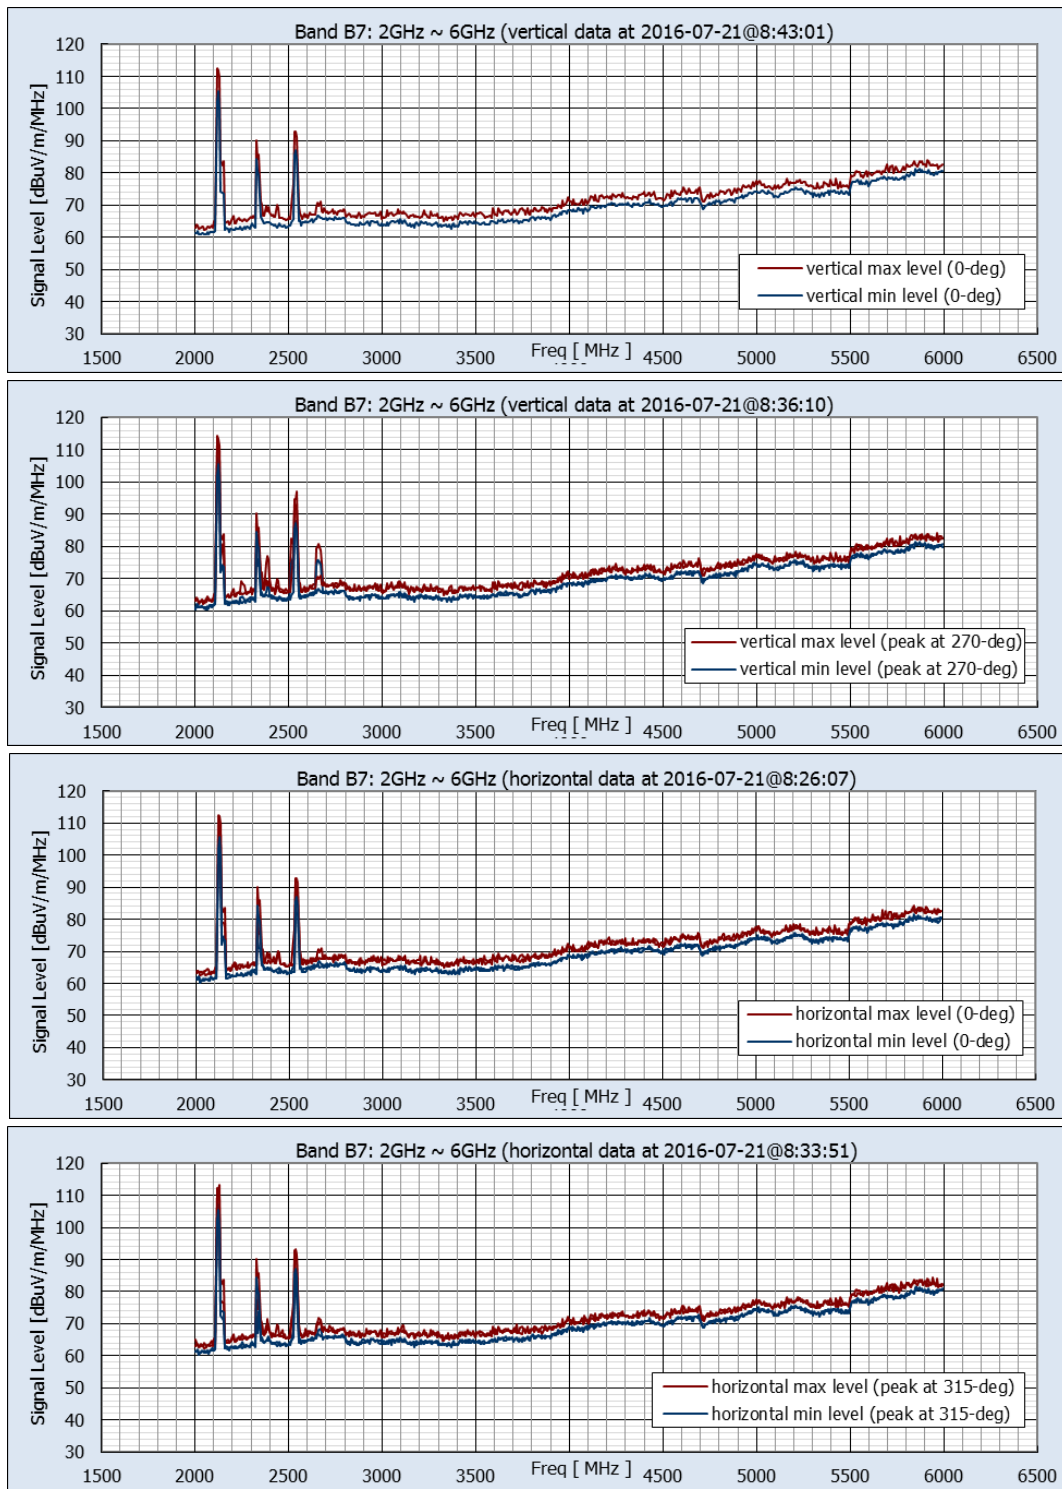 Band B7: 2GHz ~ 6GHz (vertical data at 2016-07-21@8:43:01)
120
110
100
90
80
70
60
50
40
30
Signal Level [dBuV/m/MHz]
vertical max level (0-deg)
vertical min level (0-deg)
1500 2000 2500 3000 3500 4500 5000 5500 6000 6500
Freq [ MHz ]
Band B7: 2GHz ~ 6GHz (vertical data at 2016-07-21@8:36:10)
120
110
100
90
80
70
60
50
40
30
Signal Level [dBuV/m/MHz]
vertical max level (peak at 270-deg)
vertical min level (peak at 270-deg)
1500 2000 2500 3000 3500 4500 5000 5500 6000 6500
Freq [ MHz ]
Band B7: 2GHz ~ 6GHz (horizontal data at 2016-07-21@8:26:07)
120
110
100
90
80
70
60
50
40
30
Signal Level [dBuV/m/MHz]
horizontal max level (0-deg)
horizontal min level (0-deg)
1500 2000 2500 3000 3500 4500 5000 5500 6000 6500
Freq [ MHz ]
Band B7: 2GHz ~ 6GHz (horizontal data at 2016-07-21@8:33:51)
120
110
100
90
80
70
60
50
40
30
Signal Level [dBuV/m/MHz]
horizontal max level (peak at 315-deg)
horizontal min level (peak at 315-deg)
1500 2000 2500 3000 3500 4500 5000 5500 6000 6500
Freq [ MHz ]